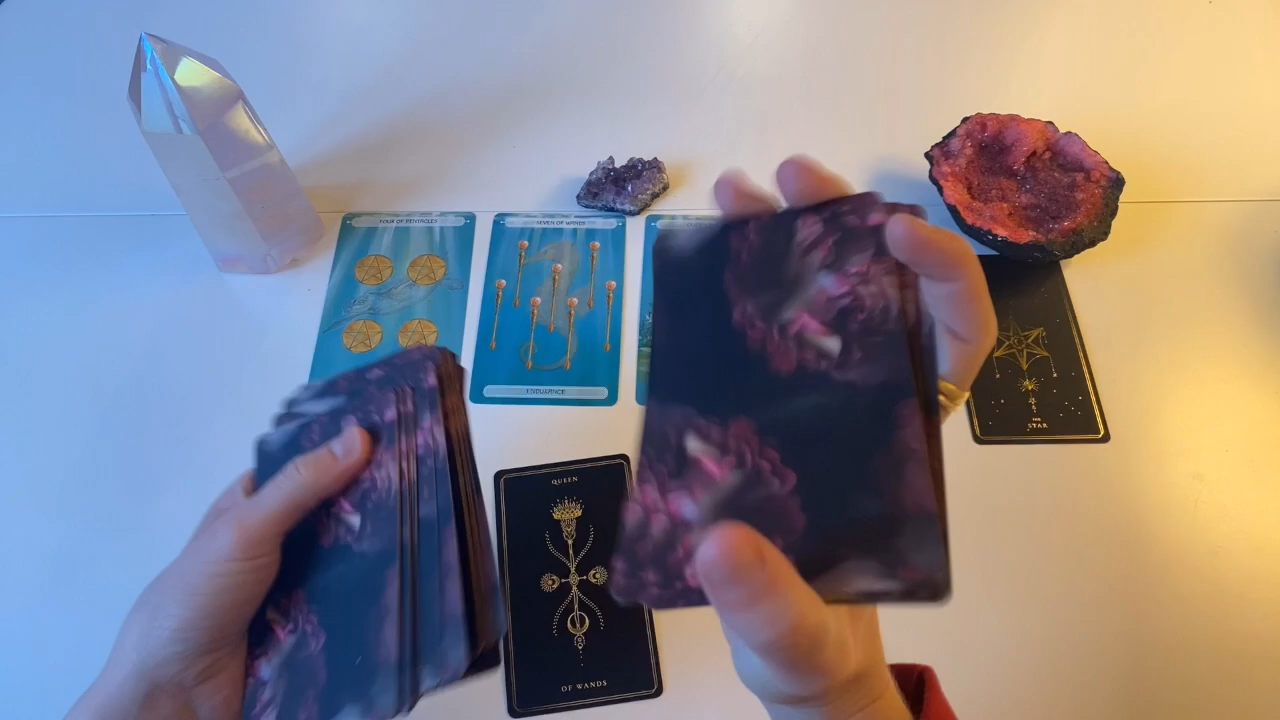 FOUR OF PENTACLES
SEVEN OF WANDS
ENDURANCE
THE
STAR
QUEEN
OF WANDS